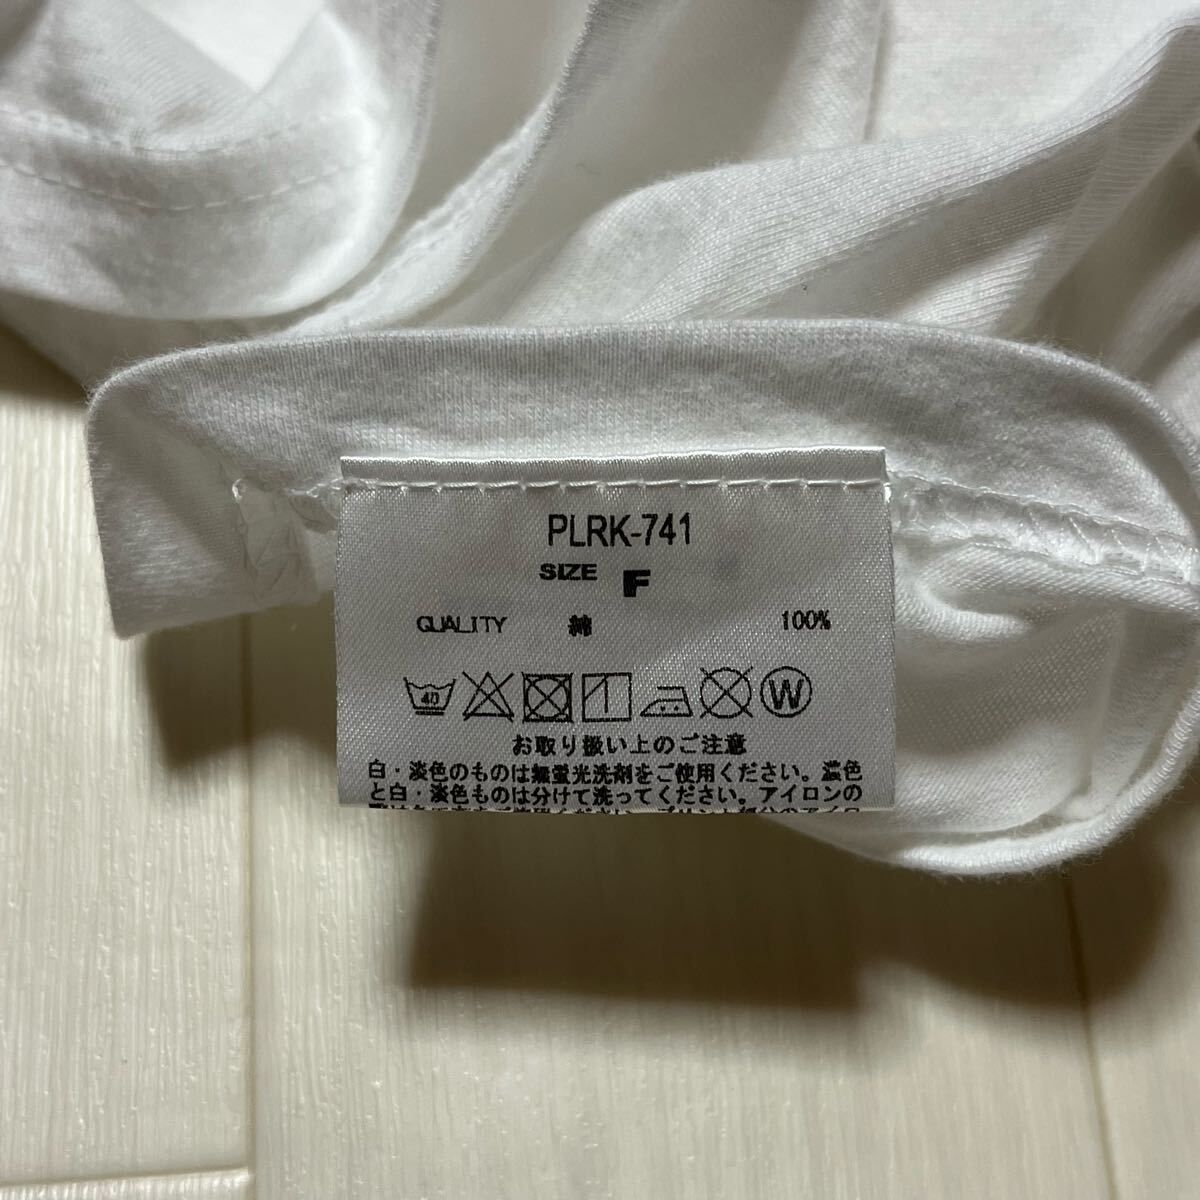 PLRK-741
SIZE F
QUALITY 綿 100%
40 W
お取り扱い上のご注意
白・淡色のものは無蛍光洗剤をご使用ください。濃色
と白・淡色ものは分けて洗ってください。アイロンの